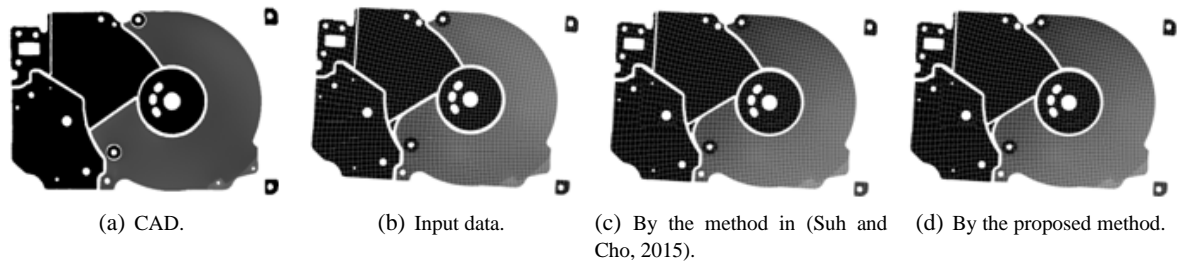 (a) CAD.
(b) Input data.
(c) By the method in (Suh and
Cho, 2015).
(d) By the proposed method.